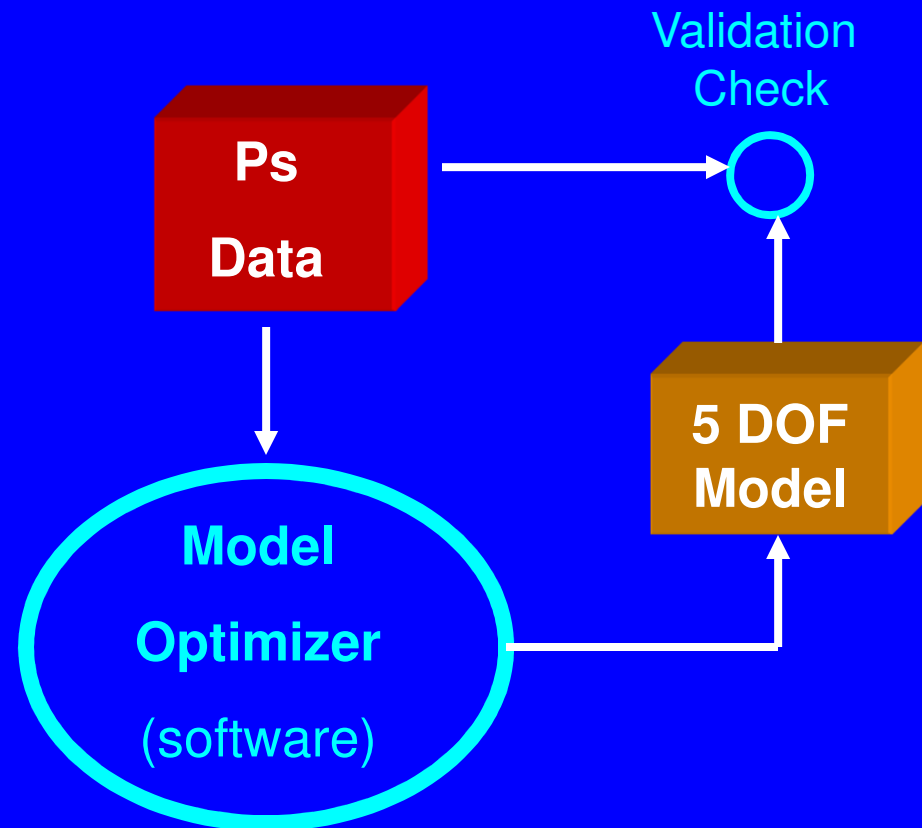 Validation
Check
Ps
Data
5 DOF
Model
Model
Optimizer
(software)